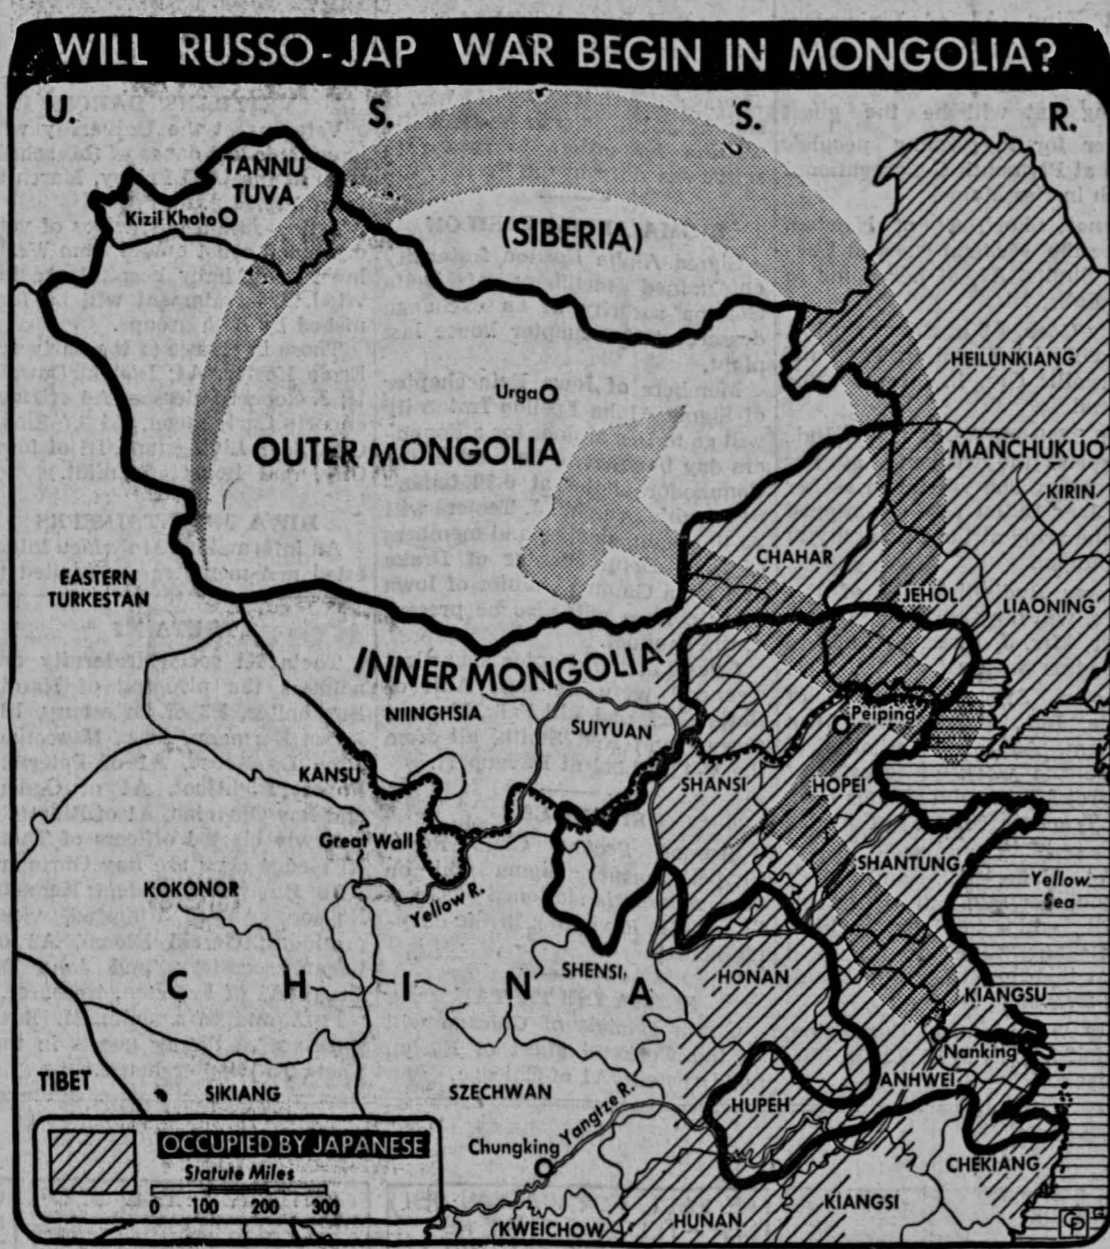 WILL RUSSO-JAP WAR BEGIN IN MONGOLIA?
U. S. S. R.
TANNU
TUVA
Kizil Khoto
(SIBERIA)
HEILUNKIANG
Urga
OUTER MONGOLIA
MANCHUKUO
KIRIN
CHAHAR
EASTERN
TURKESTAN
JEHOL
LIAONING
INNER MONGOLIA
NIINGHSIA
SUIYUAN
Peiping
KANSU
SHANSI
HOPEI
Great Wall
SHANTUNG
KOKONOR
Yellow R.
Yellow
Sea
CHINA
SHENSI
HONAN
KIANGSU
Nanking
TIBET
SIKIANG
SZECHWAN
ANHWEI
HUPEH
Yangtze R.
Chungking
CHEKIANG
KIANGSI
(KWEICHOW
HUNAN
OCCUPIED BY JAPANESE
Statute Miles
0 100 200 300
CP